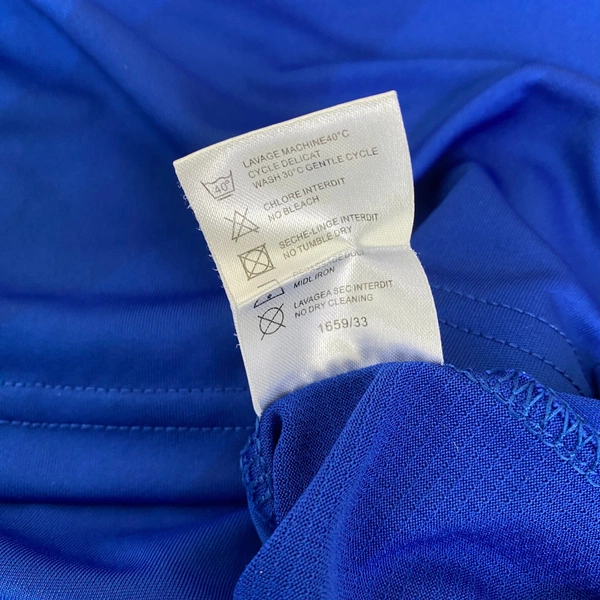 LAVAGE MACHINE40°C
CYCLE DELICAT
WASH 30°C GENTLE CYCLE
40°
CHLORE INTERDIT
NO BLEACH
SECHE-LINGE INTERDIT
NO TUMBLE DRY
MIDL IRON
LAVAGEA SEC INTERDIT
NO DRY CLEANING
1659/33